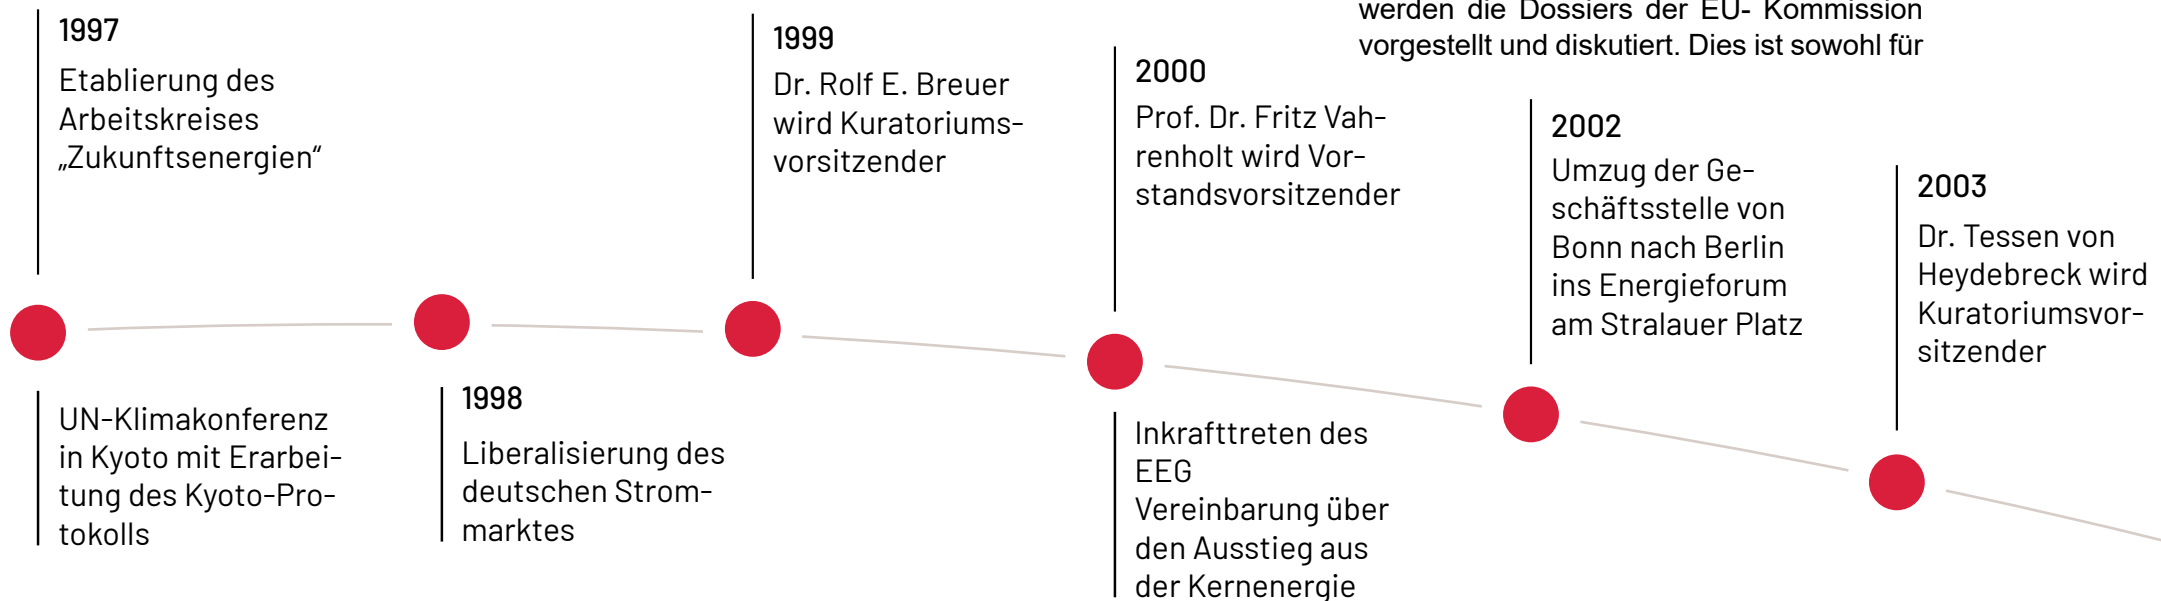 werden die Dossiers der EU- Kommission
vorgestellt und diskutiert. Dies ist sowohl für
1997
Etablierung des
Arbeitskreises
„Zukunftsenergien“
UN-Klimakonferenz
in Kyoto mit Erarbei-
tung des Kyoto-Pro-
tokolls
1998
Liberalisierung des
deutschen Strom-
marktes
1999
Dr. Rolf E. Breuer
wird Kuratoriums-
vorsitzender
2000
Prof. Dr. Fritz Vah-
renholt wird Vor-
standsvorsitzender
Inkrafttreten des
EEG
Vereinbarung über
den Ausstieg aus
der Kernenergie
2002
Umzug der Ge-
schäftsstelle von
Bonn nach Berlin
ins Energieforum
am Stralauer Platz
2003
Dr. Tessen von
Heydebreck wird
Kuratoriumsvor-
sitzender